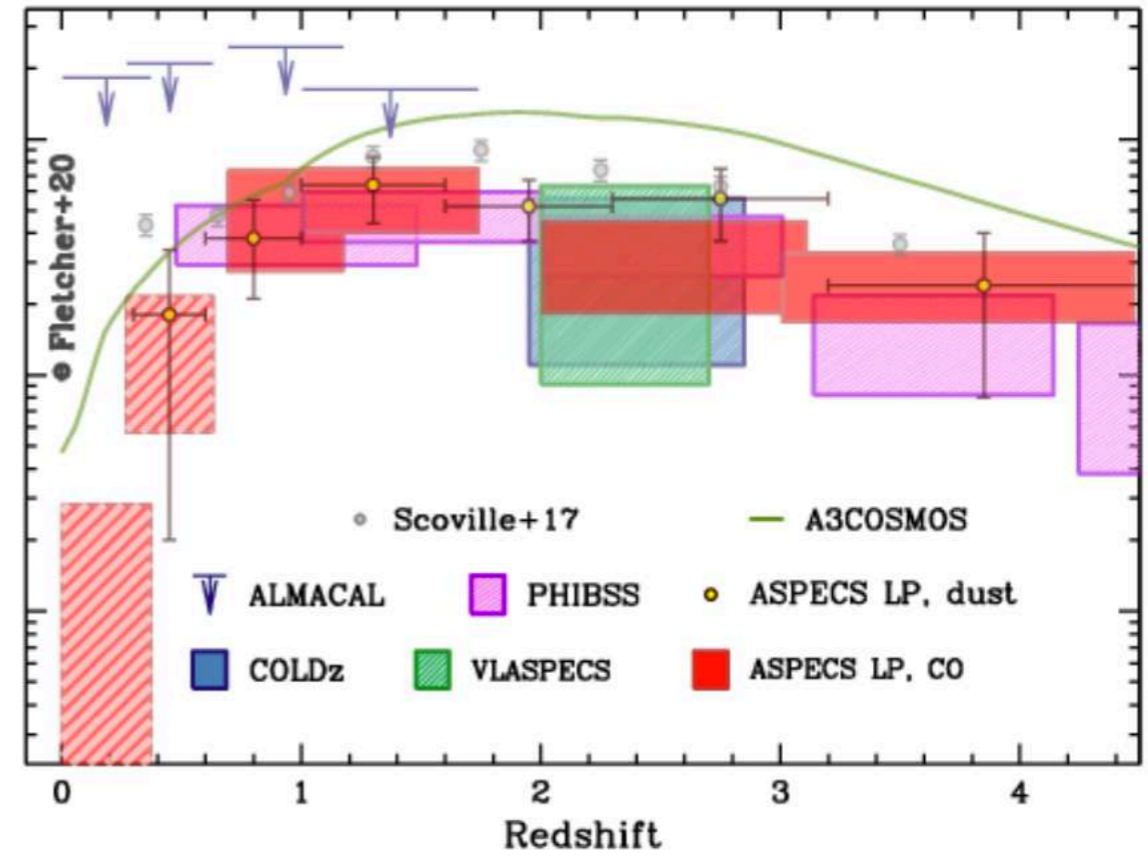 Fletcher+20
Scoville+17
A3COSMOS
ALMACAL
PHIBSS
ASPECS LP, dust
COLDz
VLASPECS
ASPECS LP, CO
0 1 2 3 4
Redshift